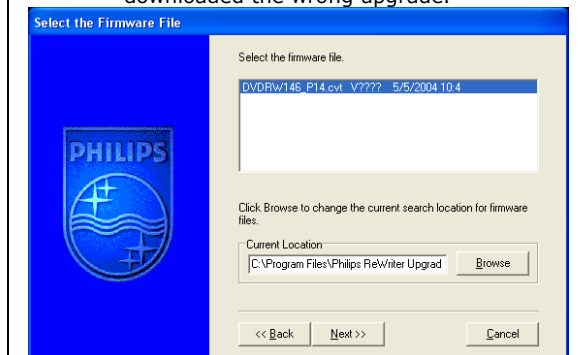 downloaded the wrong upgrade.
Select the Firmware File
Select the firmware file.
DVDRW146_P14.cvt V???? 5/5/2004 10:4
PHILIPS
Click Browse to change the current search location for firmware
files.
Current Location
C:\Program Files\Philips ReWriter Upgrad
Browse
<< Back
Next >>
Cancel